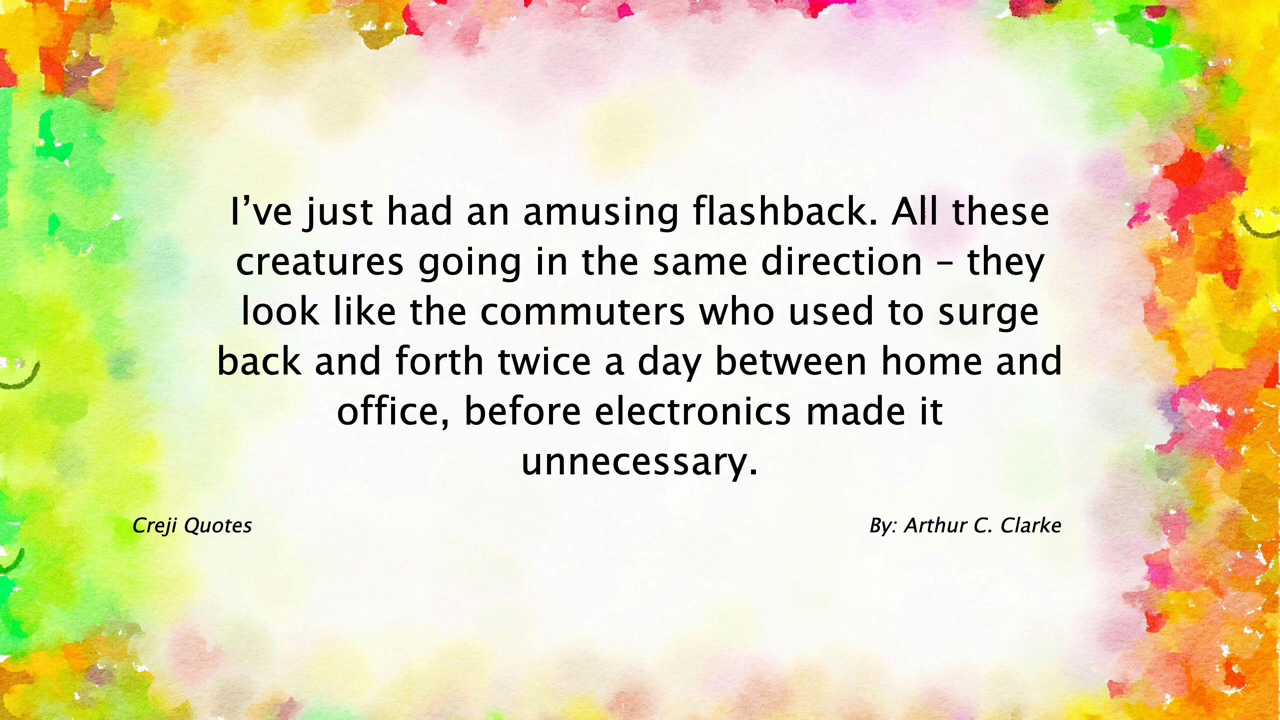 I’ve just had an amusing flashback. All these
creatures going in the same direction – they
look like the commuters who used to surge
back and forth twice a day between home and
office, before electronics made it
unnecessary.
Creji Quotes
By: Arthur C. Clarke